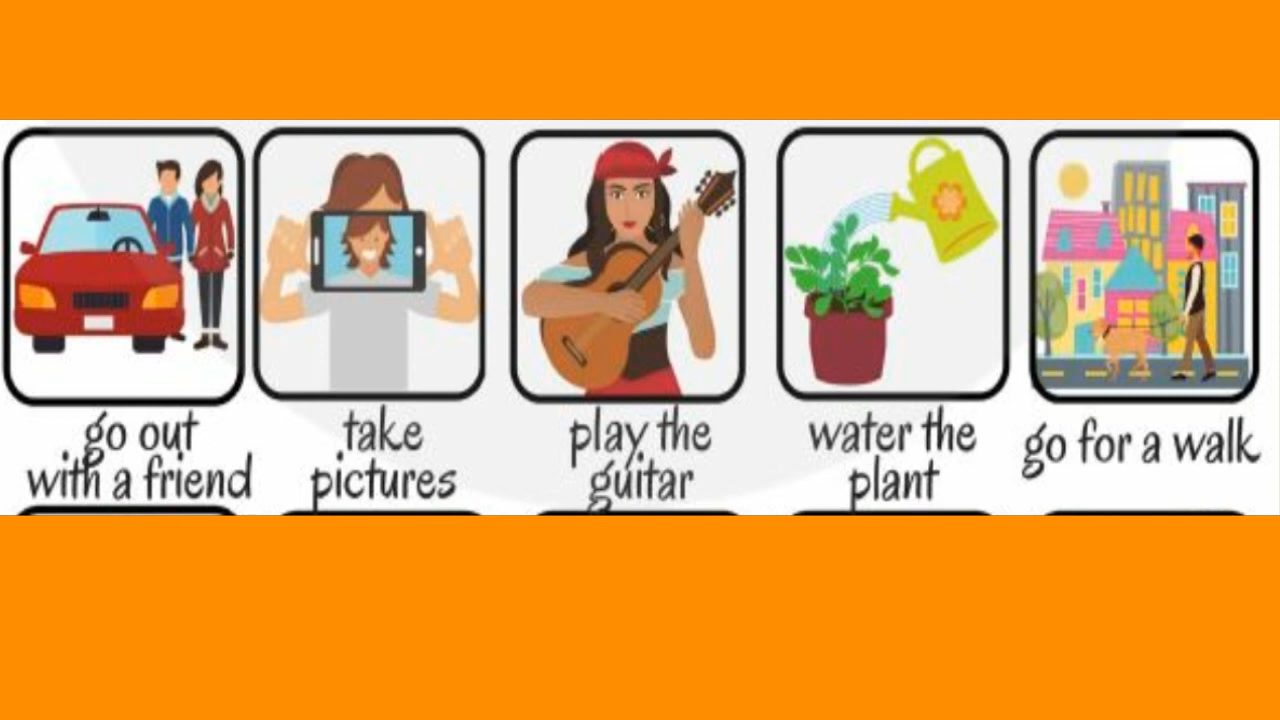 go out
with a friend
take
pictures
play the
guitar
water the
plant
go for a walk